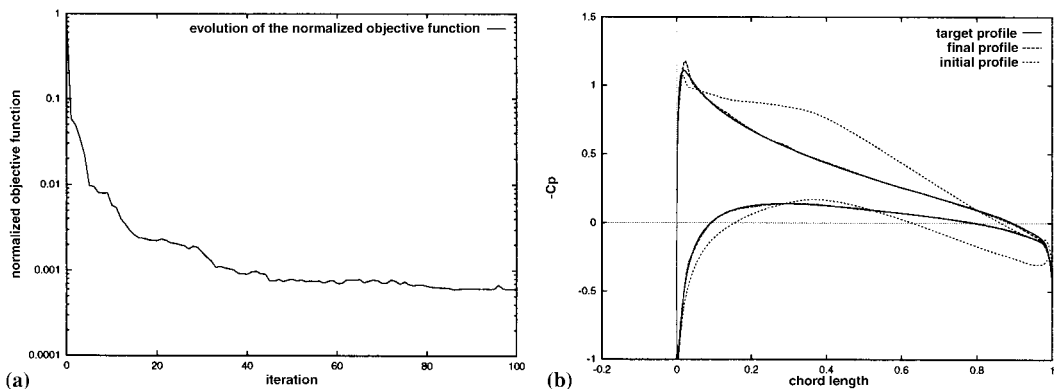 evolution of the normalized objective function
normalized objective function
1
0.1
0.01
0.001
0.0001
0
20
40
60
80
100
iteration
(a)
target profile
final profile
initial profile
-Cp
1.5
1
0.5
0
-0.5
-1
-0.2
0
0.2
0.4
0.6
0.8
1
chord length
(b)